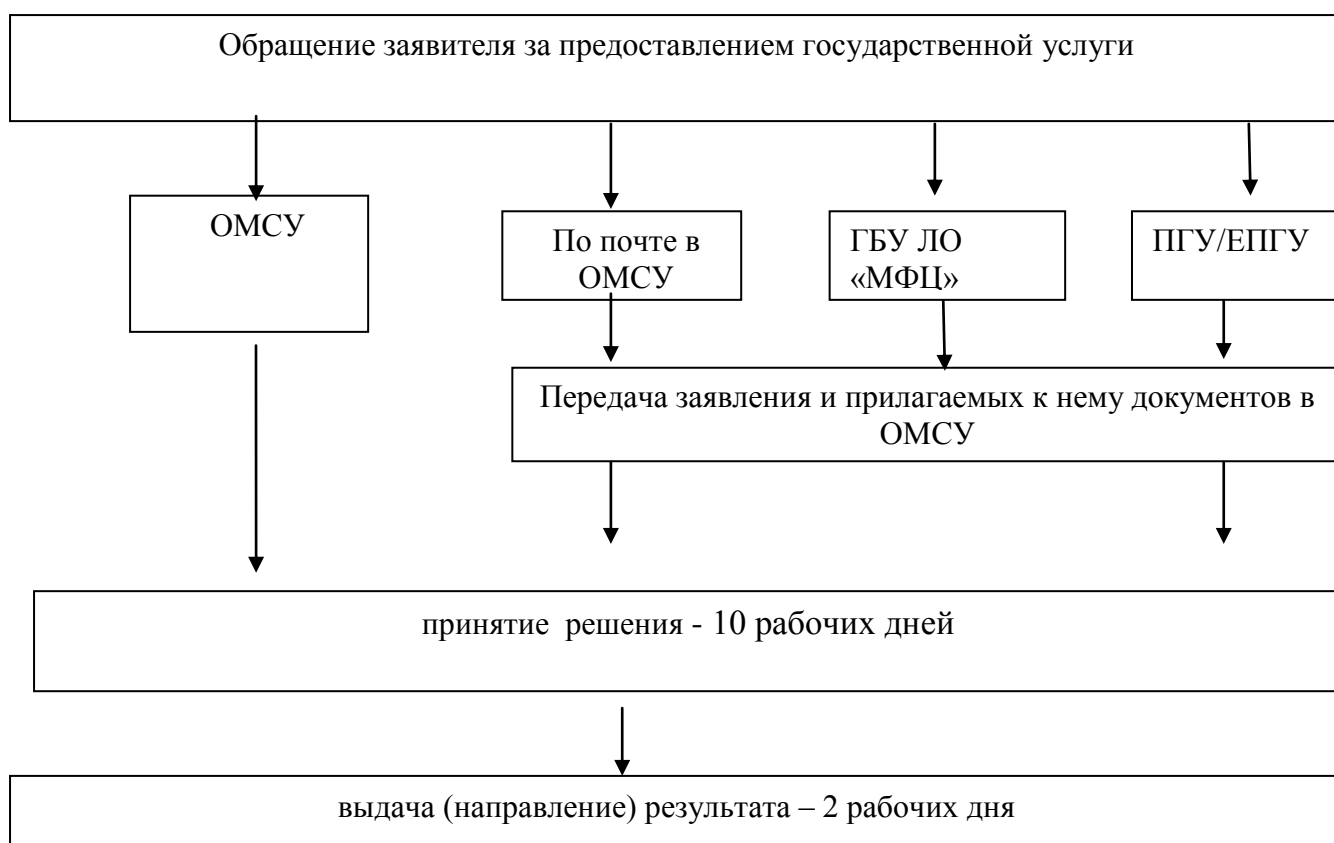 Обращение заявителя за предоставлением государственной услуги
ОМСУ
По почте в
ОМСУ
ГБУ ЛО
«МФЦ»
ПГУ/ЕПГУ
Передача заявления и прилагаемых к нему документов в
ОМСУ
принятие решения - 10 рабочих дней
выдача (направление) результата – 2 рабочих дня